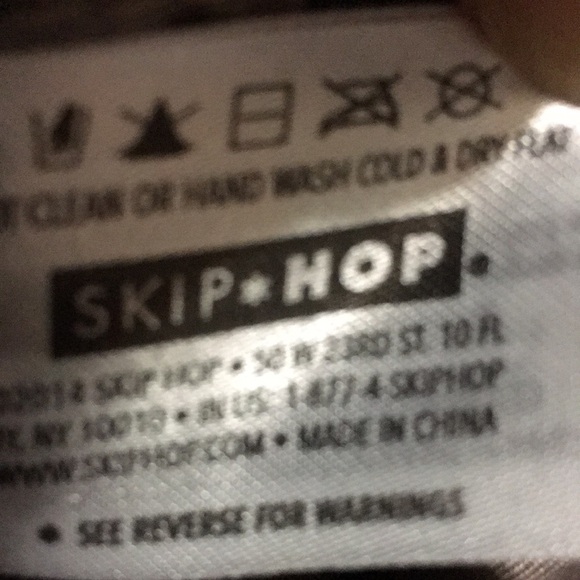 CLEAN OR HAND WASH COLD & DRY FLAT
SKIP*HOP
©2014 SKIP HOP • 50 W 23RD ST. 10 FL
NY 10010 • IN US: 1-877-4-SKIPHOP
WWW.SKIPHOP.COM • MADE IN CHINA
* SEE REVERSE FOR WARNINGS